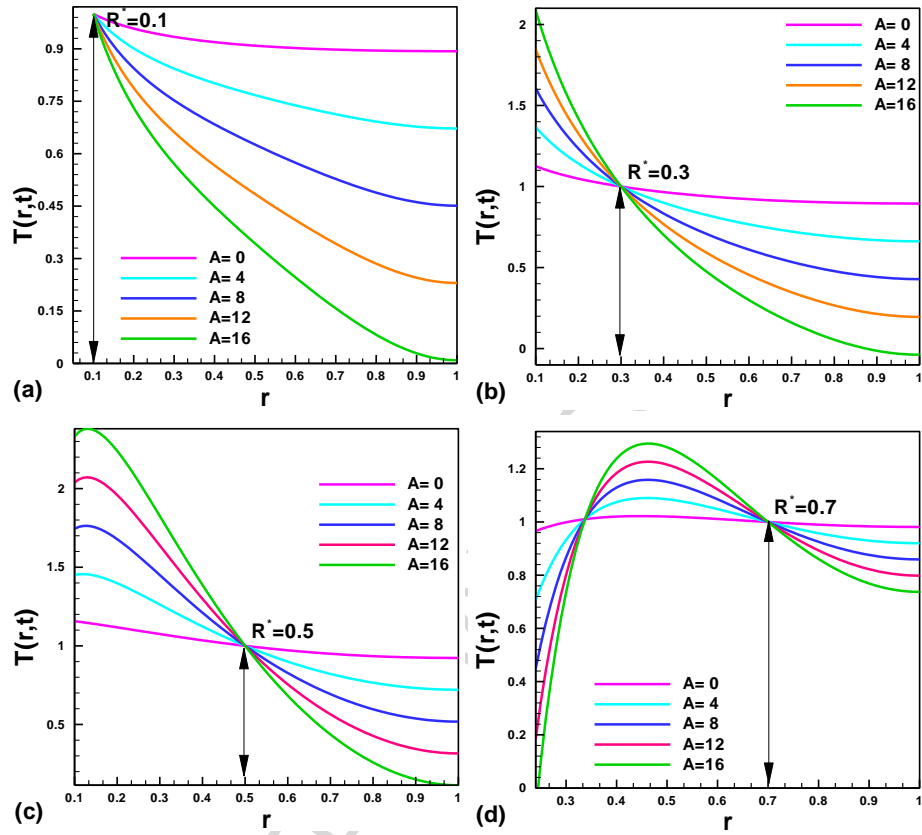 R*=0.1
0.9
0.75
0.6
0.45
0.3
0.15
0
T(r,t)
A= 0
A= 4
A= 8
A=12
A=16
0.1 0.2 0.3 0.4 0.5 0.6 0.7 0.8 0.9 1
(a)
r
2
1.5
1
0.5
0
T(r,t)
A= 0
A= 4
A= 8
A=12
A=16
R*=0.3
0.1 0.2 0.3 0.4 0.5 0.6 0.7 0.8 0.9 1
(b)
r
2
1.5
1
0.5
T(r,t)
A= 0
A= 4
A= 8
A=12
A=16
R*=0.5
0.1 0.2 0.3 0.4 0.5 0.6 0.7 0.8 0.9 1
(c)
r
1.2
1
0.8
0.6
0.4
0.2
0
T(r,t)
R*=0.7
A= 0
A= 4
A= 8
A=12
A=16
0.3 0.4 0.5 0.6 0.7 0.8 0.9 1
(d)
r